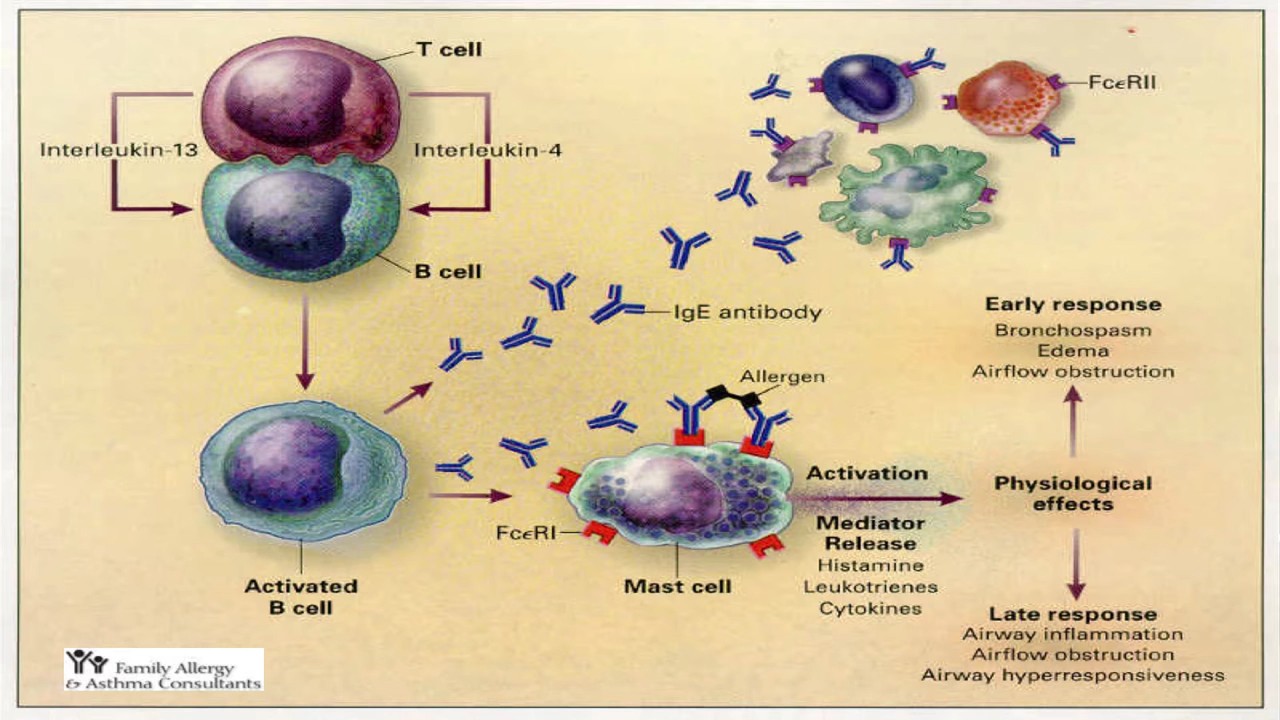 T cell
Interleukin-13
Interleukin-4
B cell
FcεRII
IgE antibody
Allergen
Early response
Bronchospasm
Edema
Airflow obstruction
Activation
Physiological
effects
Mediator
Release
Histamine
Leukotrienes
Cytokines
FcεRI
Activated
B cell
Mast cell
Late response
Airway inflammation
Airflow obstruction
Airway hyperresponsiveness
Family Allergy
& Asthma Consultants